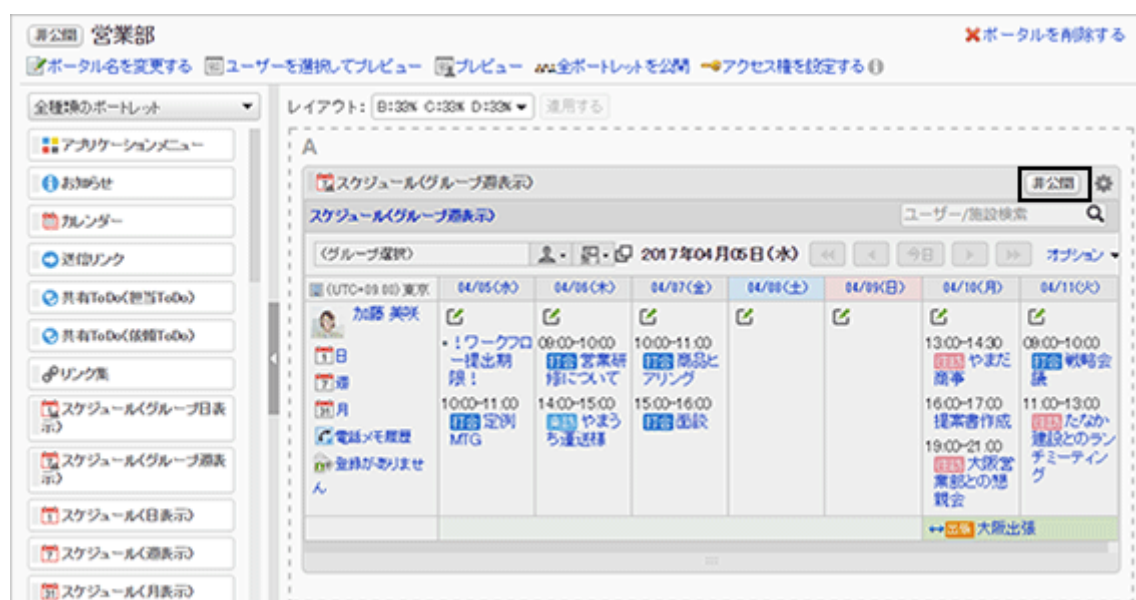 非公開 営業部
ポータルを削除する
ポータル名を変更する ユーザーを選択してプレビュー プレビュー 全ポートレットを公開 アクセス権を設定する
全種類のポートレット
レイアウト: B:33% C:33% D:33% 適用する
アプリケーションメニュー
お知らせ
カレンダー
送信リンク
共有ToDo(担当ToDo)
共有ToDo(依頼ToDo)
リンク集
スケジュール(グループ日表
示)
スケジュール(グループ週表
示)
スケジュール(日表示)
スケジュール(週表示)
スケジュール(月表示)
A
スケジュール(グループ週表示)
非公開
スケジュール(グループ週表示)
ユーザー/施設検索
(グループ選択)
2017年04月05日(水)
今日
オプション
(UTC+09:00) 東京
04/05(水)
04/06(木)
04/07(金)
04/08(土)
04/09(日)
04/10(月)
04/11(火)
加藤 美咲
日
週
月
電話メモ履歴
登録がありませ
ん
!ワークフロ
ー提出期
限!
10:00-11:00
打合 定例
MTG
09:00-10:00
打合 営業研
修について
14:00-15:00
来訪 やまう
ち運送様
10:00-11:00
打合 商品ヒ
アリング
15:00-16:00
打合 面談
13:00-14:30
往訪 やまだ
商事
16:00-17:00
提案書作成
19:00-21:00
往訪 大阪営
業部との懇
親会
09:00-10:00
打合 戦略会
議
11:00-13:00
往訪 たなか
建設とのラン
チミーティン
グ
出張 大阪出張